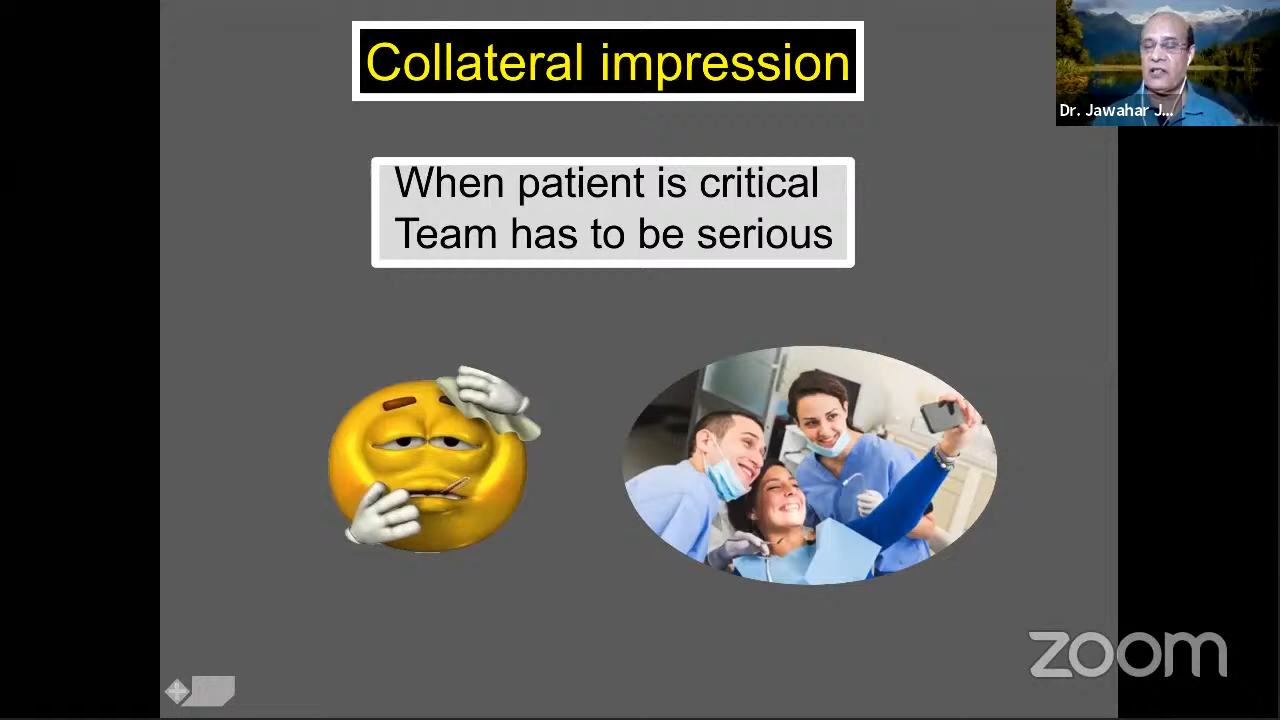 Collateral impression
Dr. Jawahar J...
When patient is critical
Team has to be serious
zoom